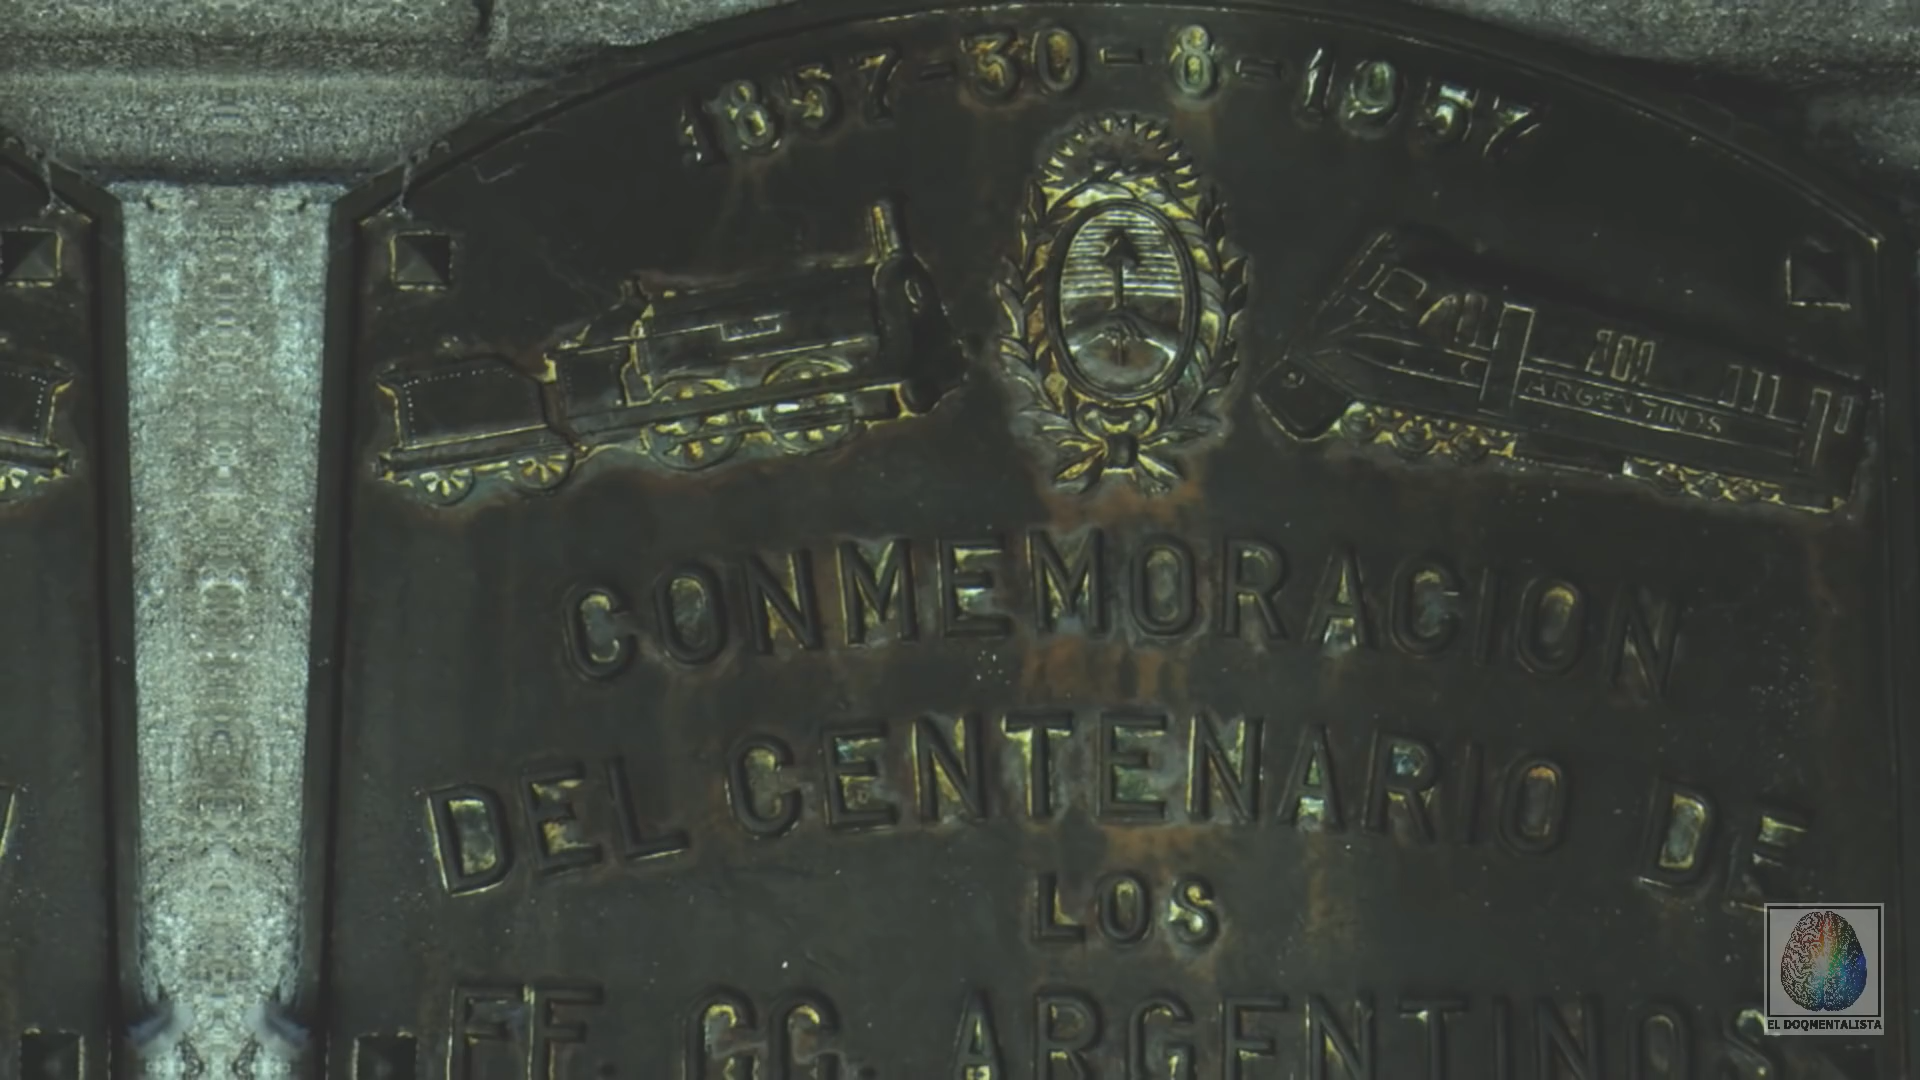 1857-30-8-1957
ARGENTINOS
CONMEMORACION
DEL CENTENARIO DE
LOS
FF. CC. ARGENTINOS
EL DOQMENTALISTA